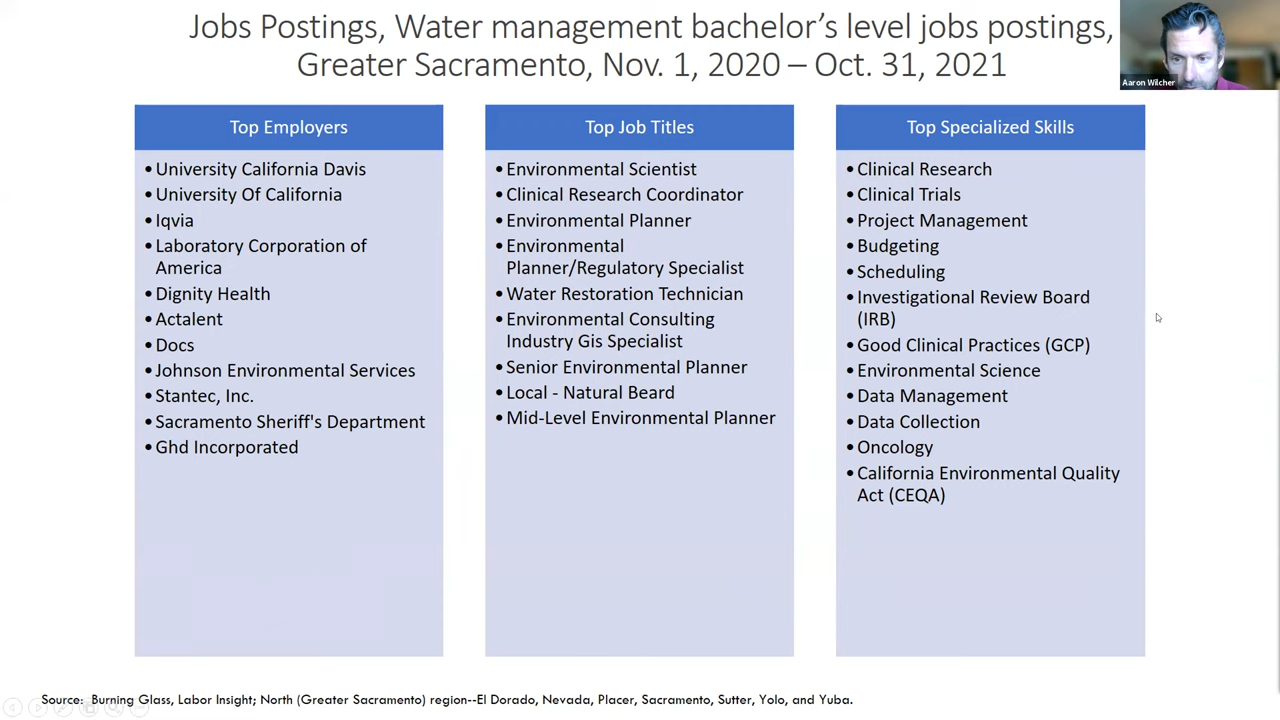 Jobs Postings, Water management bachelor’s level jobs postings,
Greater Sacramento, Nov. 1, 2020 – Oct. 31, 2021
Aaron Wilcher
Top Employers
• University California Davis
• University Of California
• Iqvia
• Laboratory Corporation of
America
• Dignity Health
• Actalent
• Docs
• Johnson Environmental Services
• Stantec, Inc.
• Sacramento Sheriff's Department
• Ghd Incorporated
Top Job Titles
• Environmental Scientist
• Clinical Research Coordinator
• Environmental Planner
• Environmental
Planner/Regulatory Specialist
• Water Restoration Technician
• Environmental Consulting
Industry Gis Specialist
• Senior Environmental Planner
• Local - Natural Beard
• Mid-Level Environmental Planner
Top Specialized Skills
• Clinical Research
• Clinical Trials
• Project Management
• Budgeting
• Scheduling
• Investigational Review Board
(IRB)
• Good Clinical Practices (GCP)
• Environmental Science
• Data Management
• Data Collection
• Oncology
• California Environmental Quality
Act (CEQA)
Source: Burning Glass, Labor Insight; North (Greater Sacramento) region--El Dorado, Nevada, Placer, Sacramento, Sutter, Yolo, and Yuba.